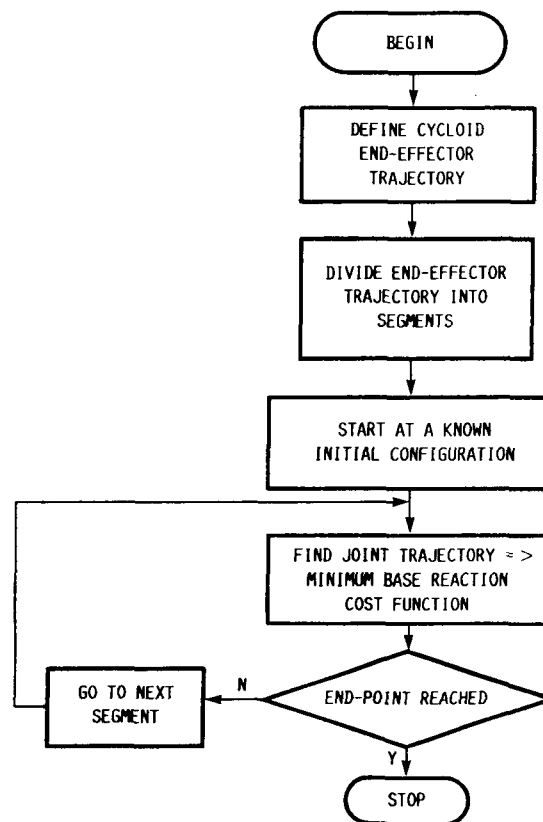 BEGIN
DEFINE CYCLOID
END-EFFECTOR
TRAJECTORY
DIVIDE END-EFFECTOR
TRAJECTORY INTO
SEGMENTS
START AT A KNOWN
INITIAL CONFIGURATION
FIND JOINT TRAJECTORY = >
MINIMUM BASE REACTION
COST FUNCTION
END-POINT REACHED
N
GO TO NEXT
SEGMENT
Y
STOP